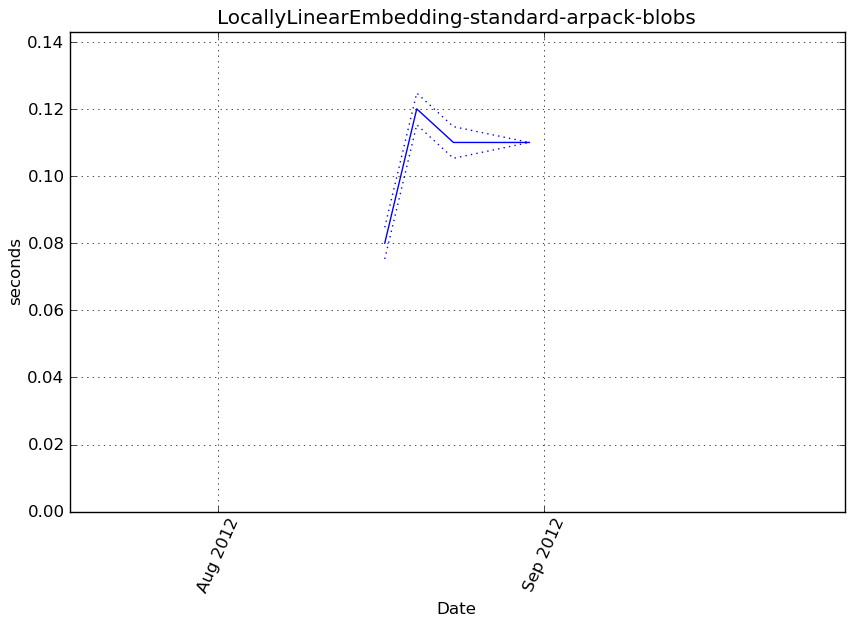 LocallyLinearEmbedding-standard-arpack-blobs
0.14
0.12
0.10
0.08
0.06
0.04
0.02
0.00
seconds
Aug 2012
Sep 2012
Date